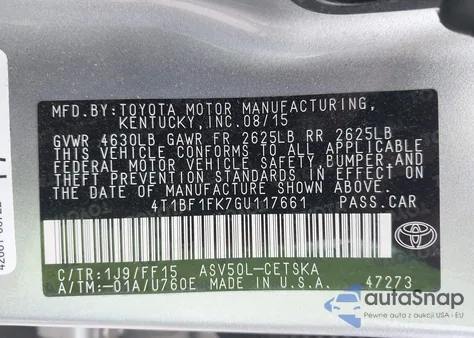 MFD.BY: TOYOTA MOTOR MANUFACTURING,
KENTUCKY, INC. 08/15
GVWR 4630LB GAWR FR 2625LB RR 2625LB
THIS VEHICLE CONFORMS TO ALL APPLICABLE
FEDERAL MOTOR VEHICLE SAFETY, BUMPER, AND
THEFT PREVENTION STANDARDS IN EFFECT ON
THE DATE OF MANUFACTURE SHOWN ABOVE.
4T1BF1FK7GU117661 PASS.CAR
C/TR:1J9/FF15 ASV50L-CETSKA
A/TM:-01A/U760E MADE IN U.S.A. 47273
TOYOTA
autoSnap
Pewne auto z aukcji USA - EU